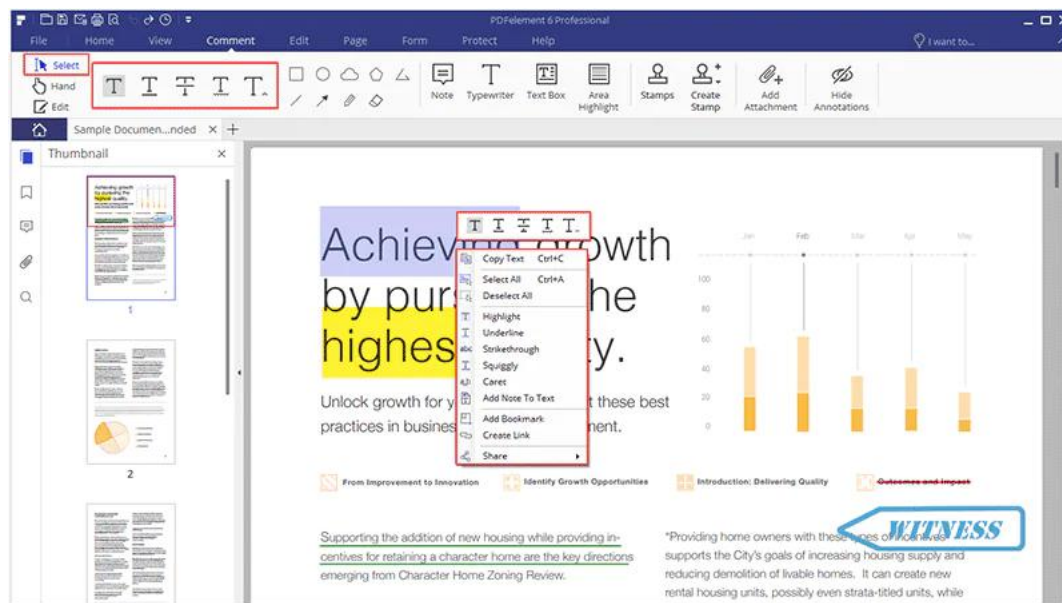 PDFelement 6 Professional
File Home View Comment Edit Page Form Protect Help I want to...
Select
Hand
Edit
Note Typewriter Text Box Area Highlight Stamps Create Stamp Add Attachment Hide Annotations
Sample Documen...nded
Thumbnail
1
2
Achieving growth
by pur he
highes y.
Unlock growth for y t these best
practices in busines ment.
Copy Text Ctrl+C
Select All Ctrl+A
Deselect All
Highlight
Underline
Strikethrough
Squiggly
Caret
Add Note To Text
Add Bookmark
Create Link
Share
Jan Feb Mar Apr May
100
80
60
40
20
0
From Improvement to Innovation
Identify Growth Opportunities
Introduction: Delivering Quality
Outcomes and Impact
Supporting the addition of new housing while providing in-
centives for retaining a character home are the key directions
emerging from Character Home Zoning Review.
WITNESS
"Providing home owners with these types of incentives
supports the City's goals of increasing housing supply and
reducing demolition of livable homes. It can create new
rental housing units, possibly even strata-titled units, while